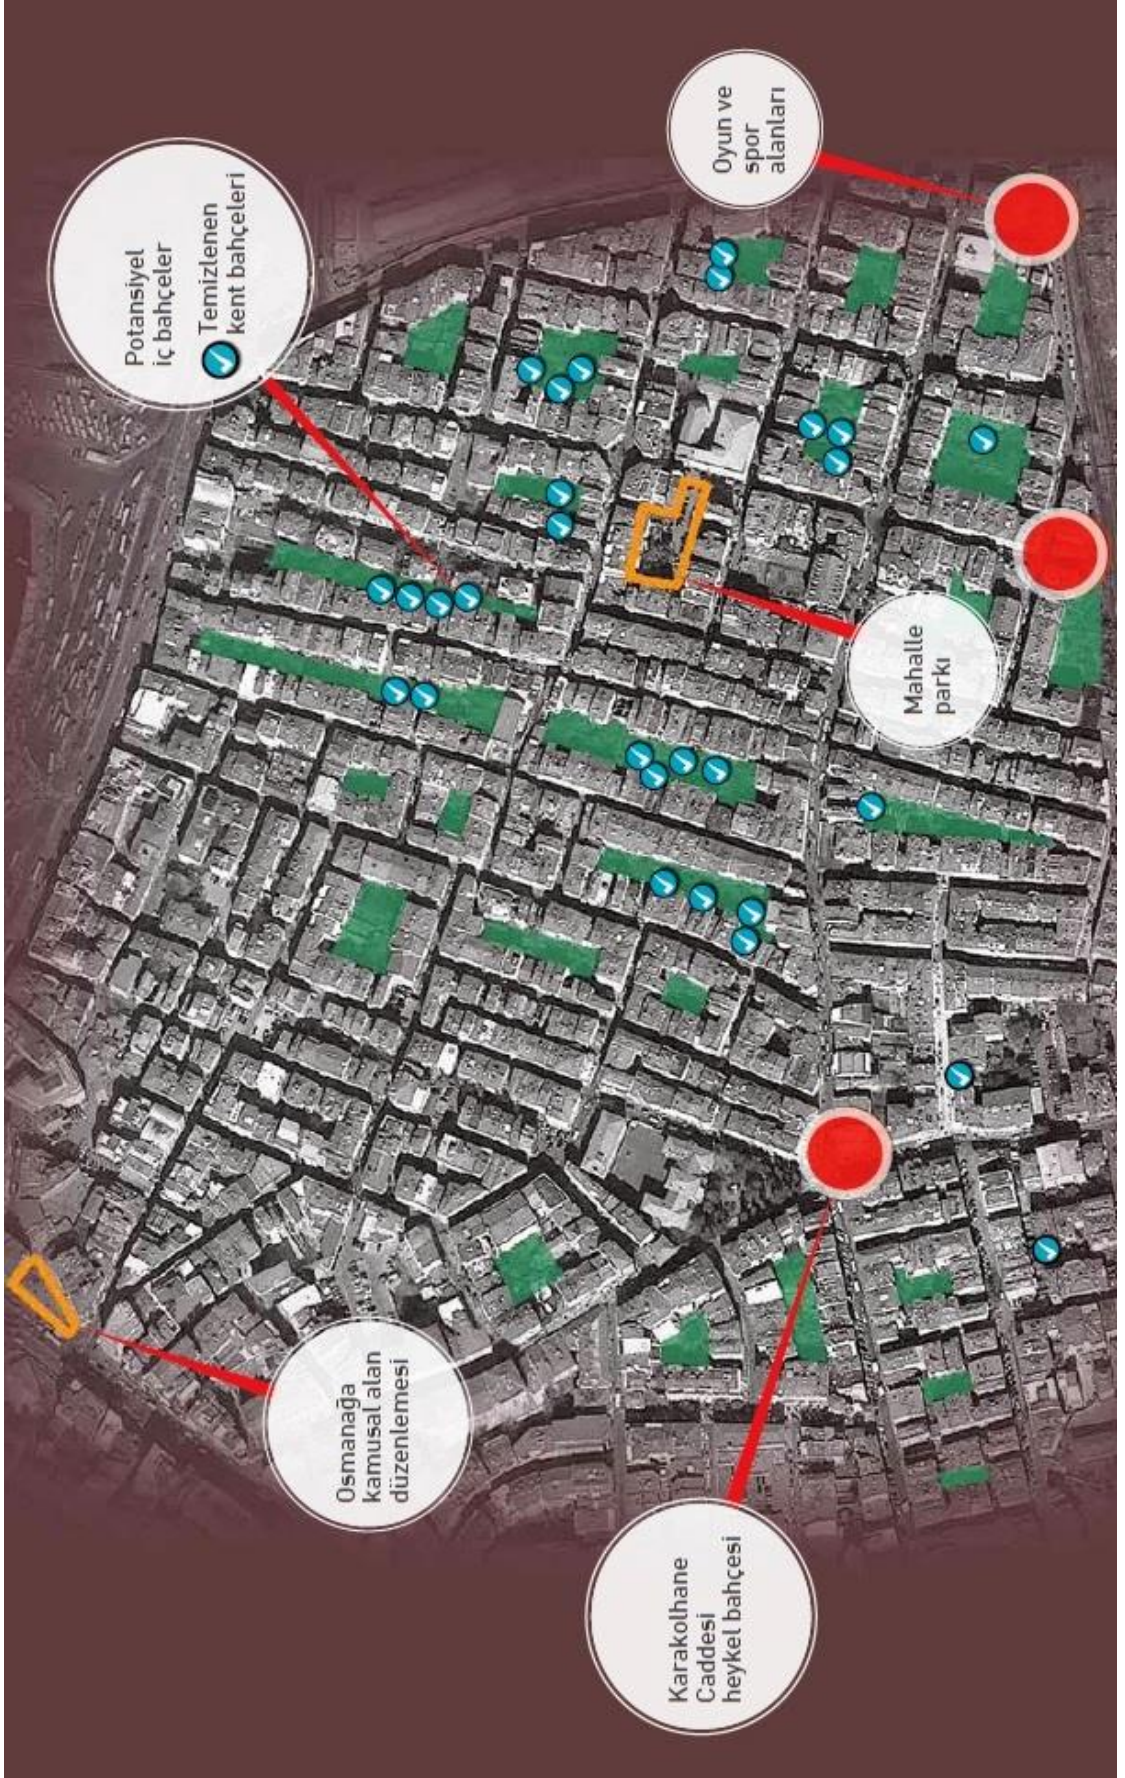 Potansiyel
iç bahçeler
Temizlenen
kent bahçeleri
Osmanağa
kamusal alan
düzenlemesi
Karakolhane
Caddesi
heykel bahçesi
Oyun ve
spor
alanları
Mahalle
parkı
4